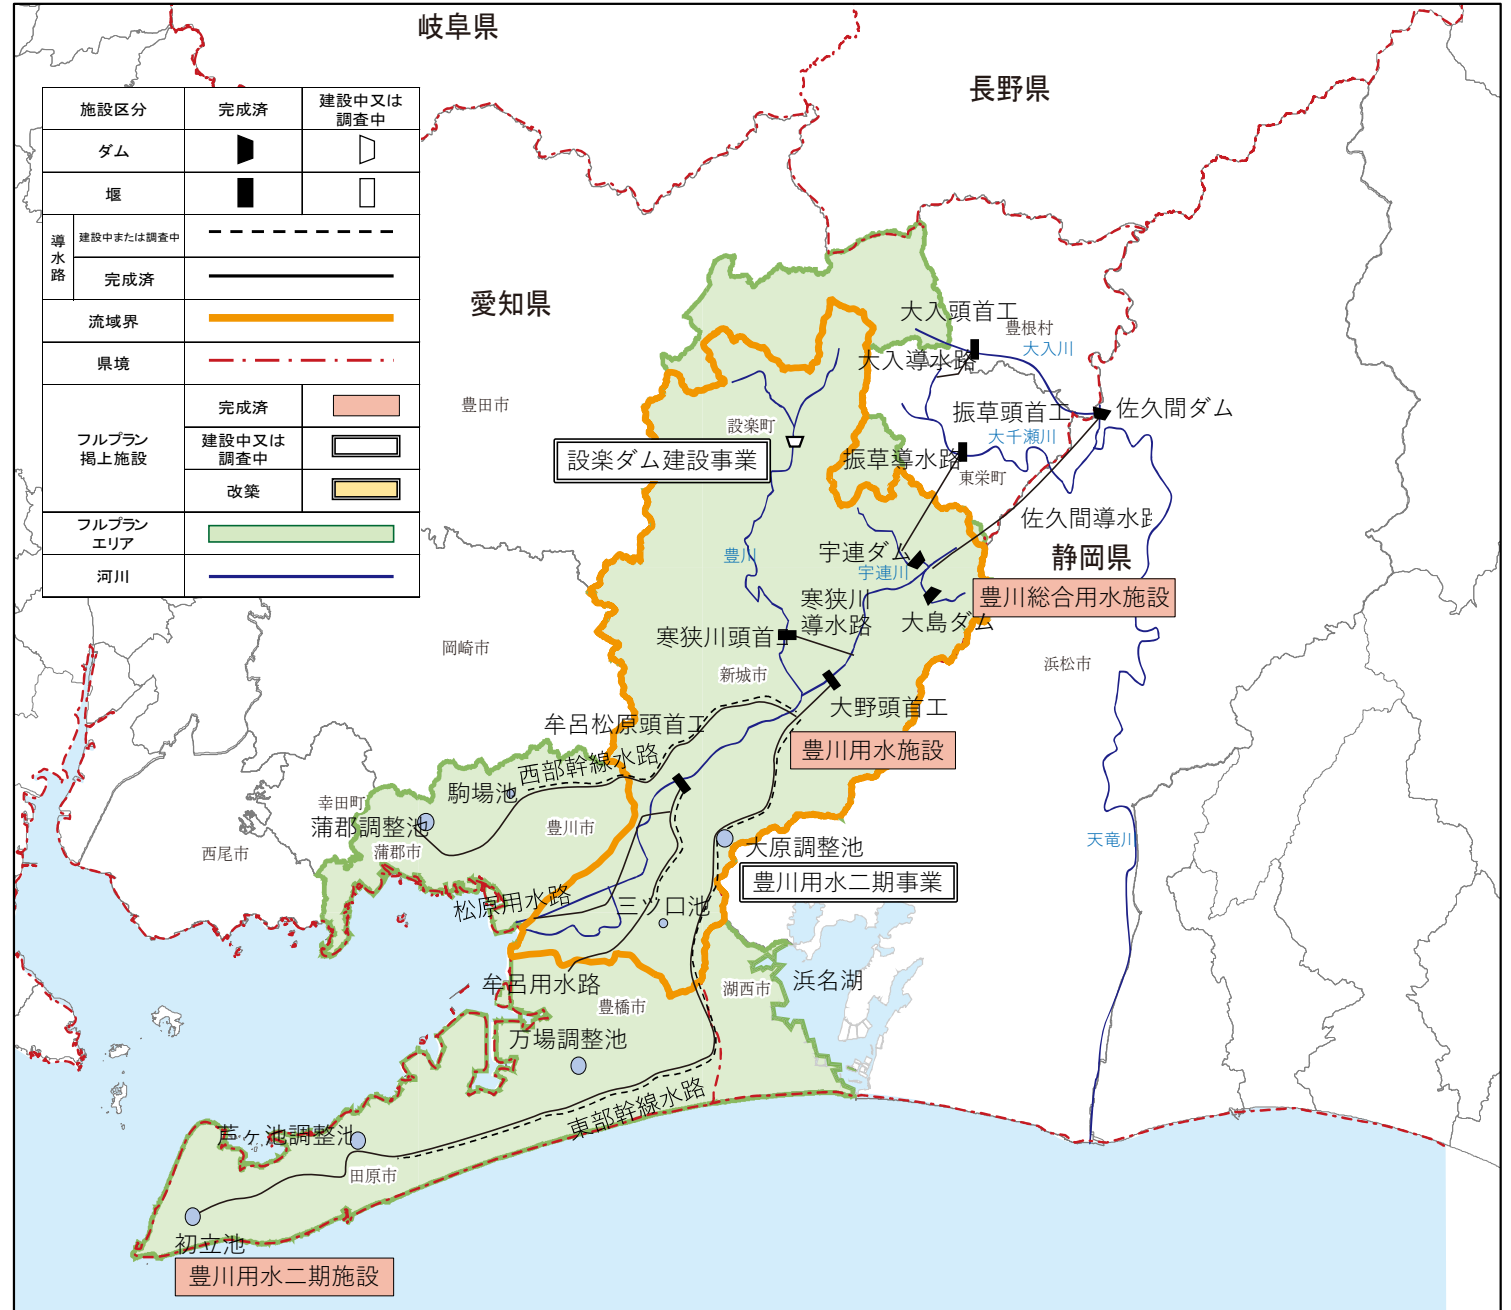 岐阜県
長野県
施設区分
完成済
建設中又は
調査中
ダム
堰
導水路
建設中または調査中
完成済
流域界
県境
フルプラン
掲上施設
完成済
建設中又は
調査中
改築
フルプラン
エリア
河川
愛知県
大入頭首工
豊根村
大入川
大入導水路
豊田市
振草頭首工
佐久間ダム
設楽町
大千瀬川
設楽ダム建設事業
振草導水路
東栄町
佐久間導水路
豊川
宇連ダム
宇連川
静岡県
豊川総合用水施設
寒狭川
導水路
大島ダム
寒狭川頭首工
岡崎市
新城市
浜松市
大野頭首工
牟呂松原頭首工
豊川用水施設
西部幹線水路
駒場池
幸田町
蒲郡調整池
豊川市
蒲郡市
西尾市
大原調整池
天竜川
豊川用水二期事業
松原用水路
三ツ口池
牟呂用水路
湖西市
浜名湖
豊橋市
万場調整池
東部幹線水路
芦ヶ池調整池
田原市
初立池
豊川用水二期施設